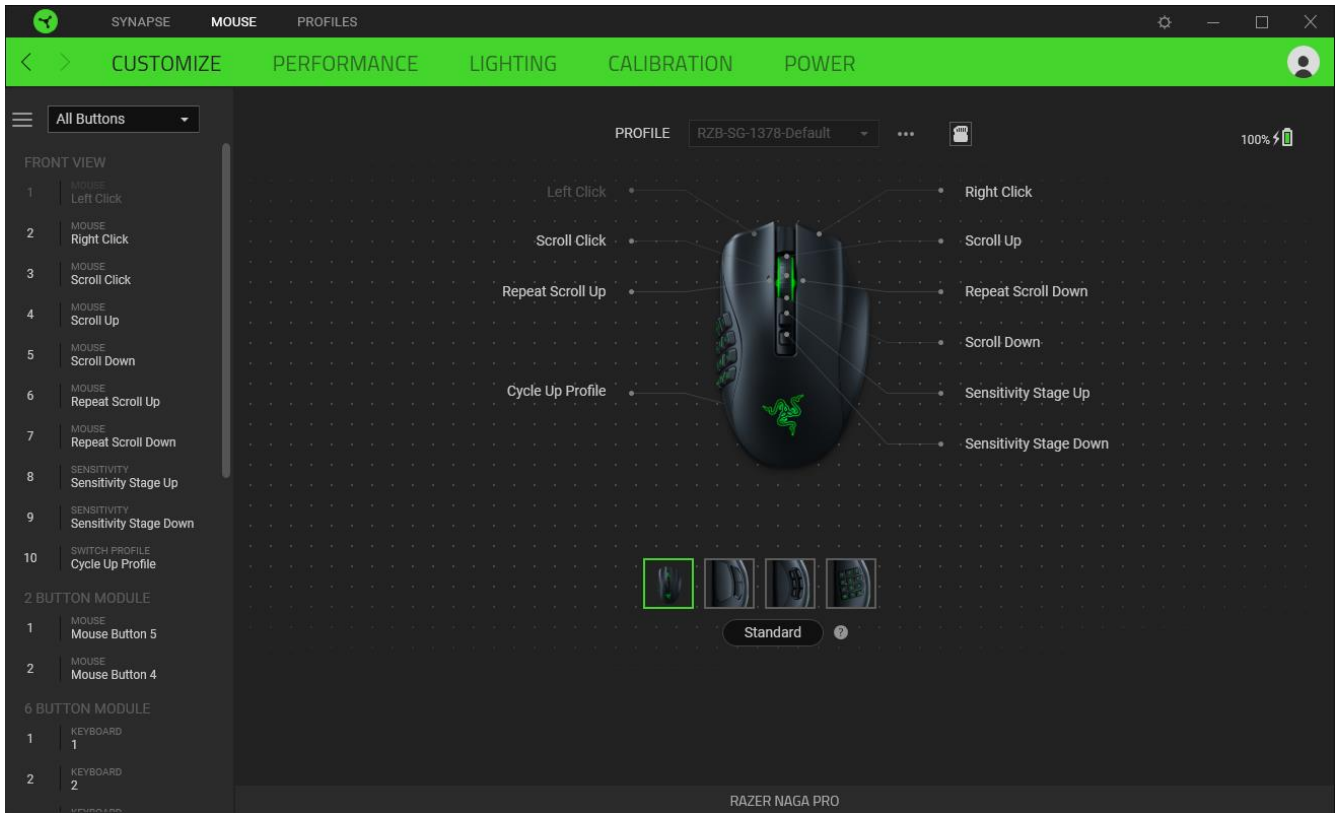 SYNAPSE MOUSE PROFILES
CUSTOMIZE PERFORMANCE LIGHTING CALIBRATION POWER
All Buttons
PROFILE RZB-SG-1378-Default
100%
FRONT VIEW
1 MOUSE
Left Click
2 MOUSE
Right Click
3 MOUSE
Scroll Click
4 MOUSE
Scroll Up
5 MOUSE
Scroll Down
6 MOUSE
Repeat Scroll Up
7 MOUSE
Repeat Scroll Down
8 SENSITIVITY
Sensitivity Stage Up
9 SENSITIVITY
Sensitivity Stage Down
10 SWITCH PROFILE
Cycle Up Profile
2 BUTTON MODULE
1 MOUSE
Mouse Button 5
2 MOUSE
Mouse Button 4
6 BUTTON MODULE
1 KEYBOARD
1
2 KEYBOARD
2
KEYBOARD
Left Click
Scroll Click
Repeat Scroll Up
Cycle Up Profile
Right Click
Scroll Up
Repeat Scroll Down
Scroll Down
Sensitivity Stage Up
Sensitivity Stage Down
Standard ?
RAZER NAGA PRO